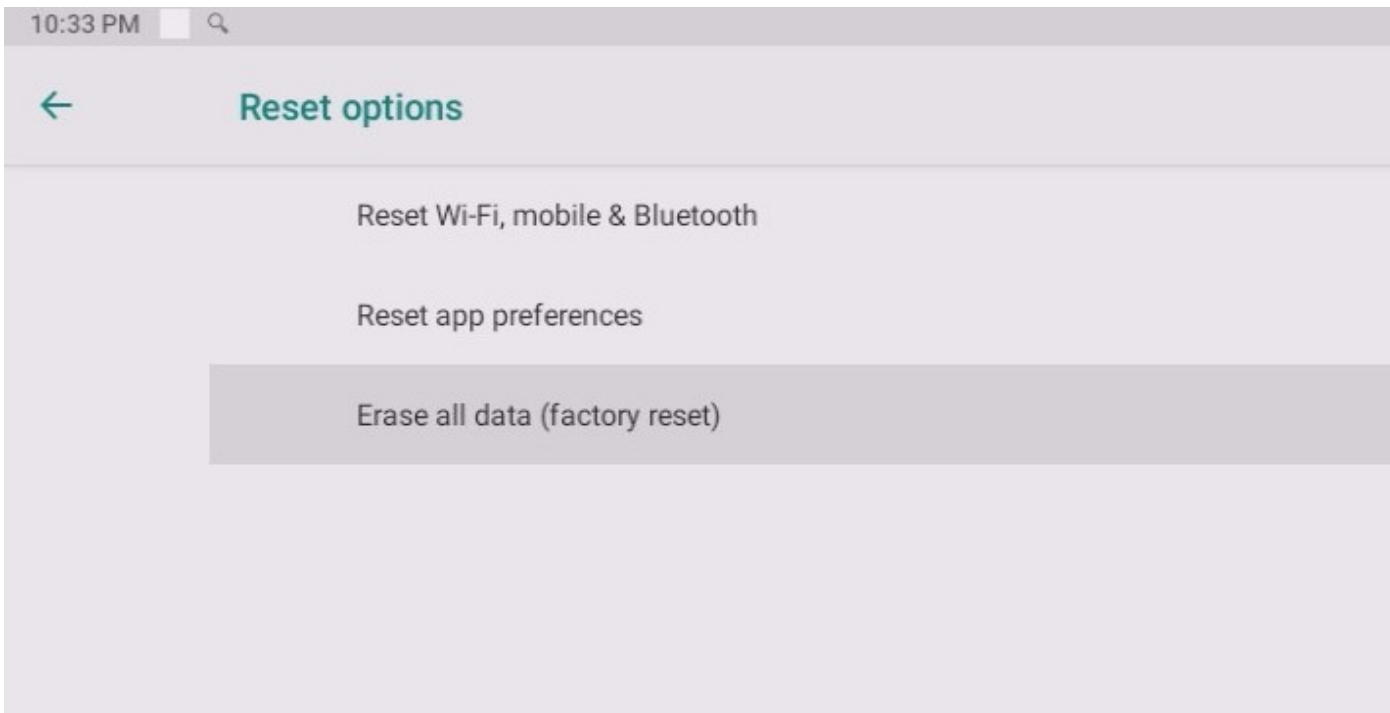 10:33 PM
Reset options
Reset Wi-Fi, mobile & Bluetooth
Reset app preferences
Erase all data (factory reset)